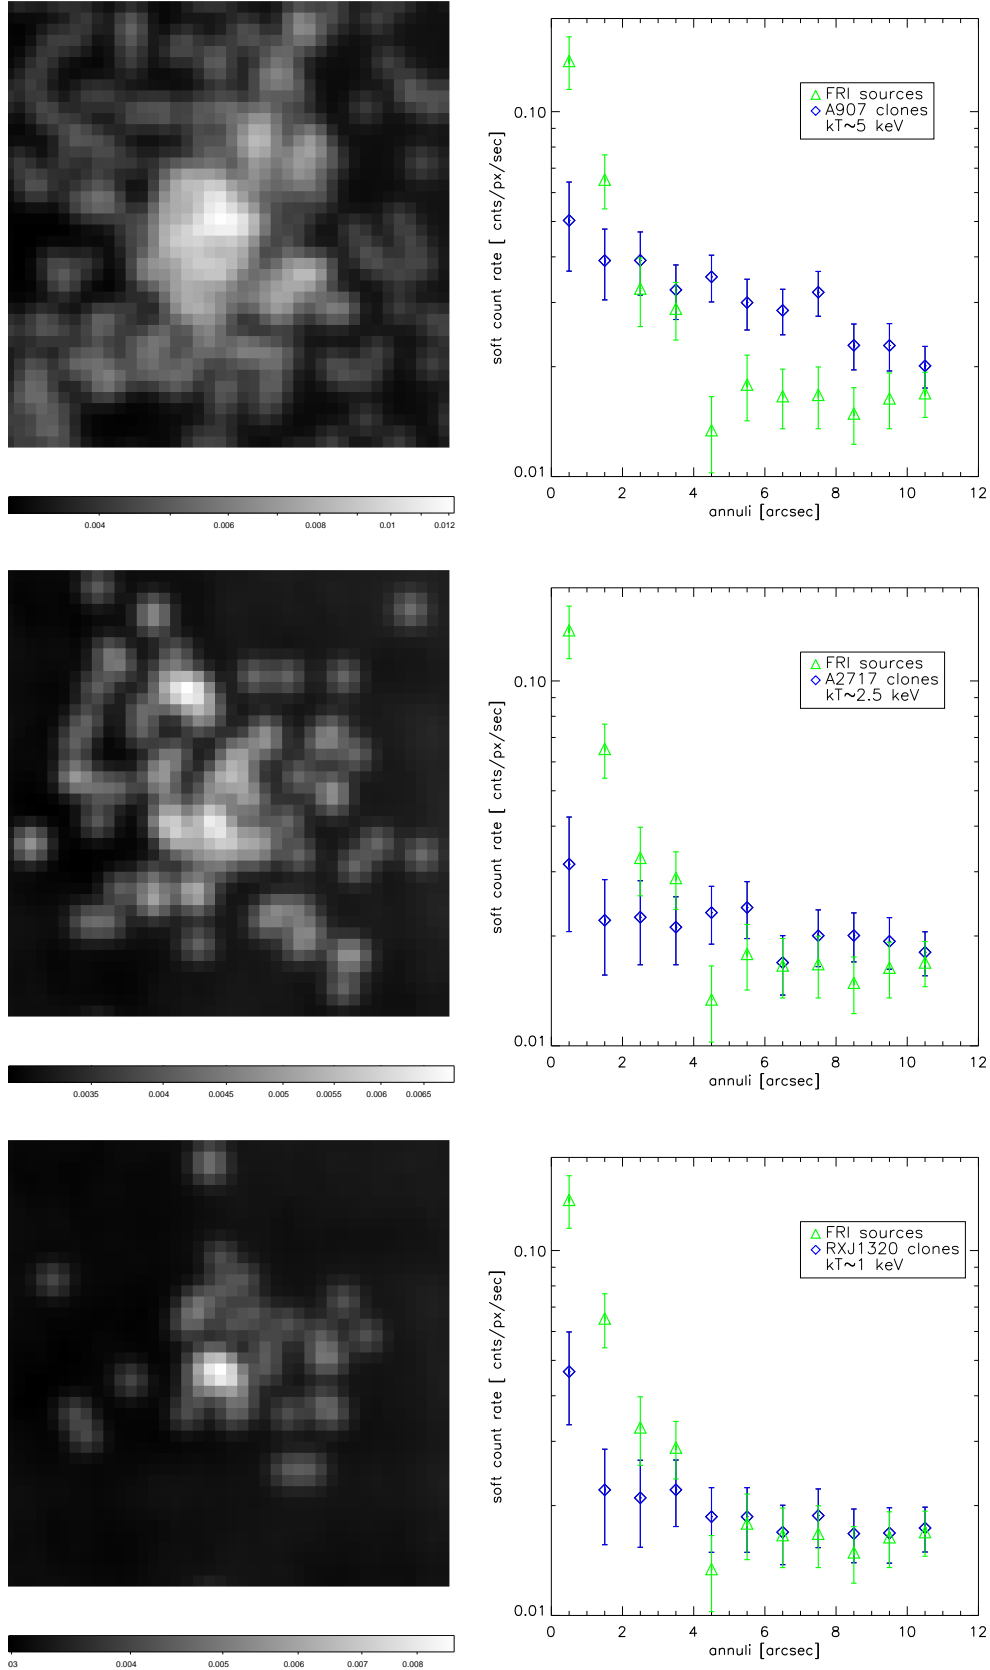 0.10
0.01
soft count rate [ cnts/px/sec]
FRI sources
A907 clones
kT~5 keV
0 2 4 6 8 10 12
annuli [arcsec]
0.004 0.006 0.008 0.01 0.012
0.10
0.01
soft count rate [ cnts/px/sec]
FRI sources
A2717 clones
kT~2.5 keV
0 2 4 6 8 10 12
annuli [arcsec]
0.0035 0.004 0.0045 0.005 0.0055 0.006 0.0065
0.10
0.01
soft count rate [ cnts/px/sec]
FRI sources
RXJ1320 clones
kT~1 keV
0 2 4 6 8 10 12
annuli [arcsec]
03 0.004 0.005 0.006 0.007 0.008